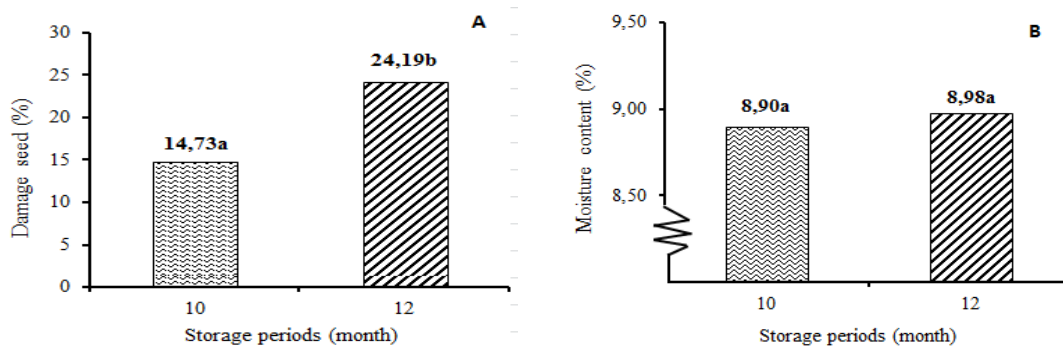 A
30
25
20
15
10
5
0
Damage seed (%)
14,73a
24,19b
10
12
Storage periods (month)
B
9,50
9,00
8,50
Moisture content (%)
8,90a
8,98a
10
12
Storage periods (month)